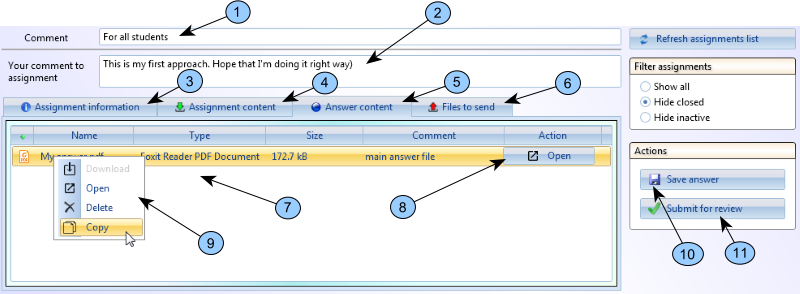 1
2
Comment
For all students
Refresh assignments list
Your comment to assignment
This is my first approach. Hope that I'm doing it right way)
Filter assignments
Show all
Hide closed
Hide inactive
3
4
5
6
Assignment information
Assignment content
Answer content
Files to send
Name
Type
Size
Comment
Action
My answer.pdf
Foxit Reader PDF Document
172.7 kB
main answer file
Open
Download
Open
Delete
Copy
7
8
9
Actions
Save answer
Submit for review
10
11